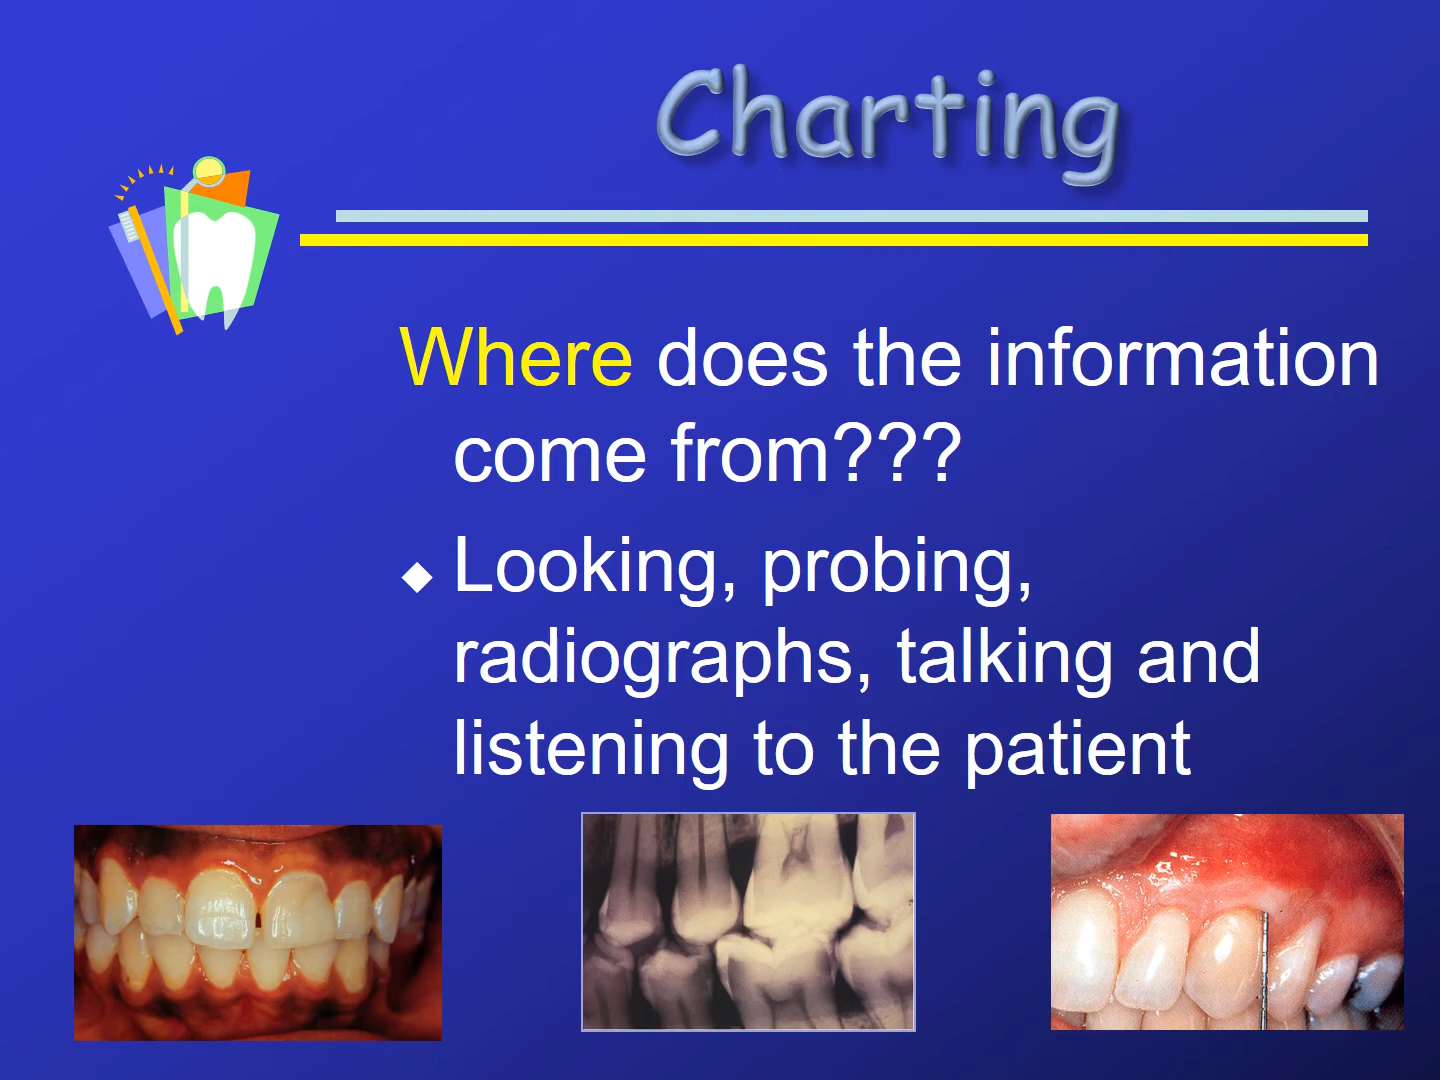 Charting
Where does the information
come from???
Looking, probing,
radiographs, talking and
listening to the patient